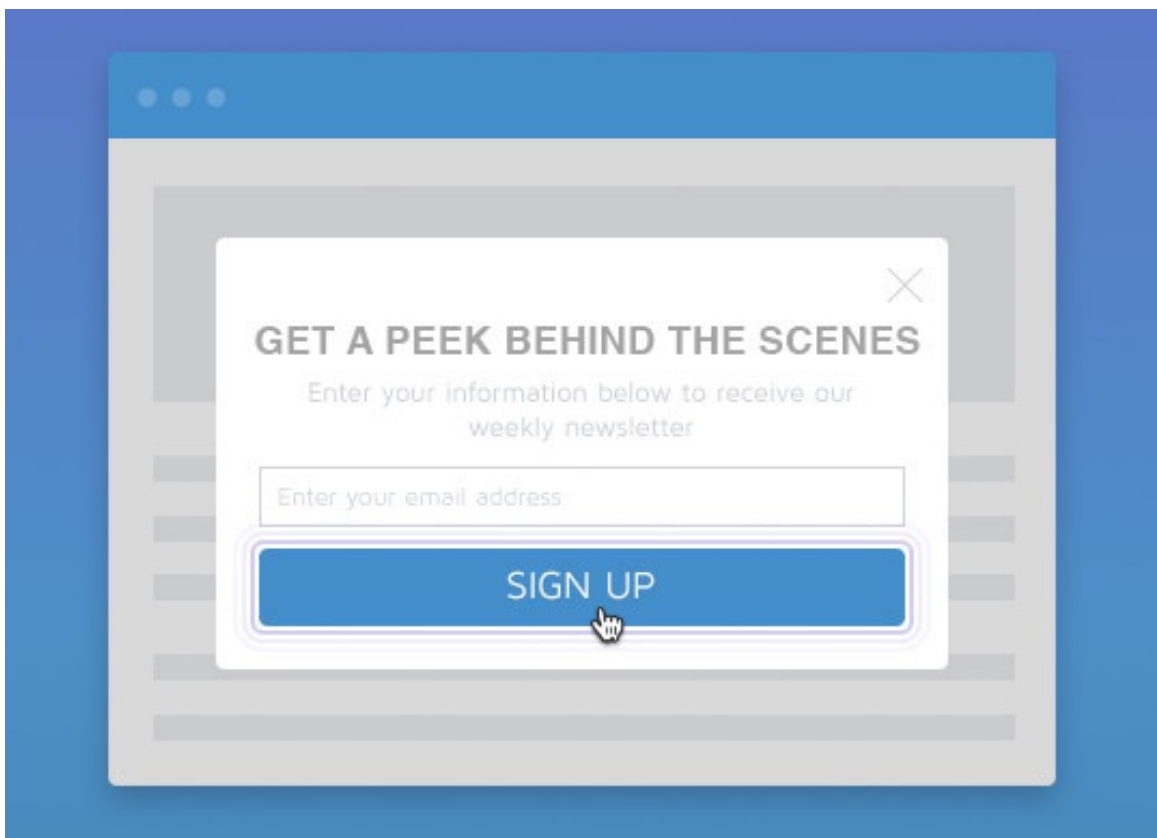 GET A PEEK BEHIND THE SCENES
Enter your information below to receive our
weekly newsletter
Enter your email address
SIGN UP